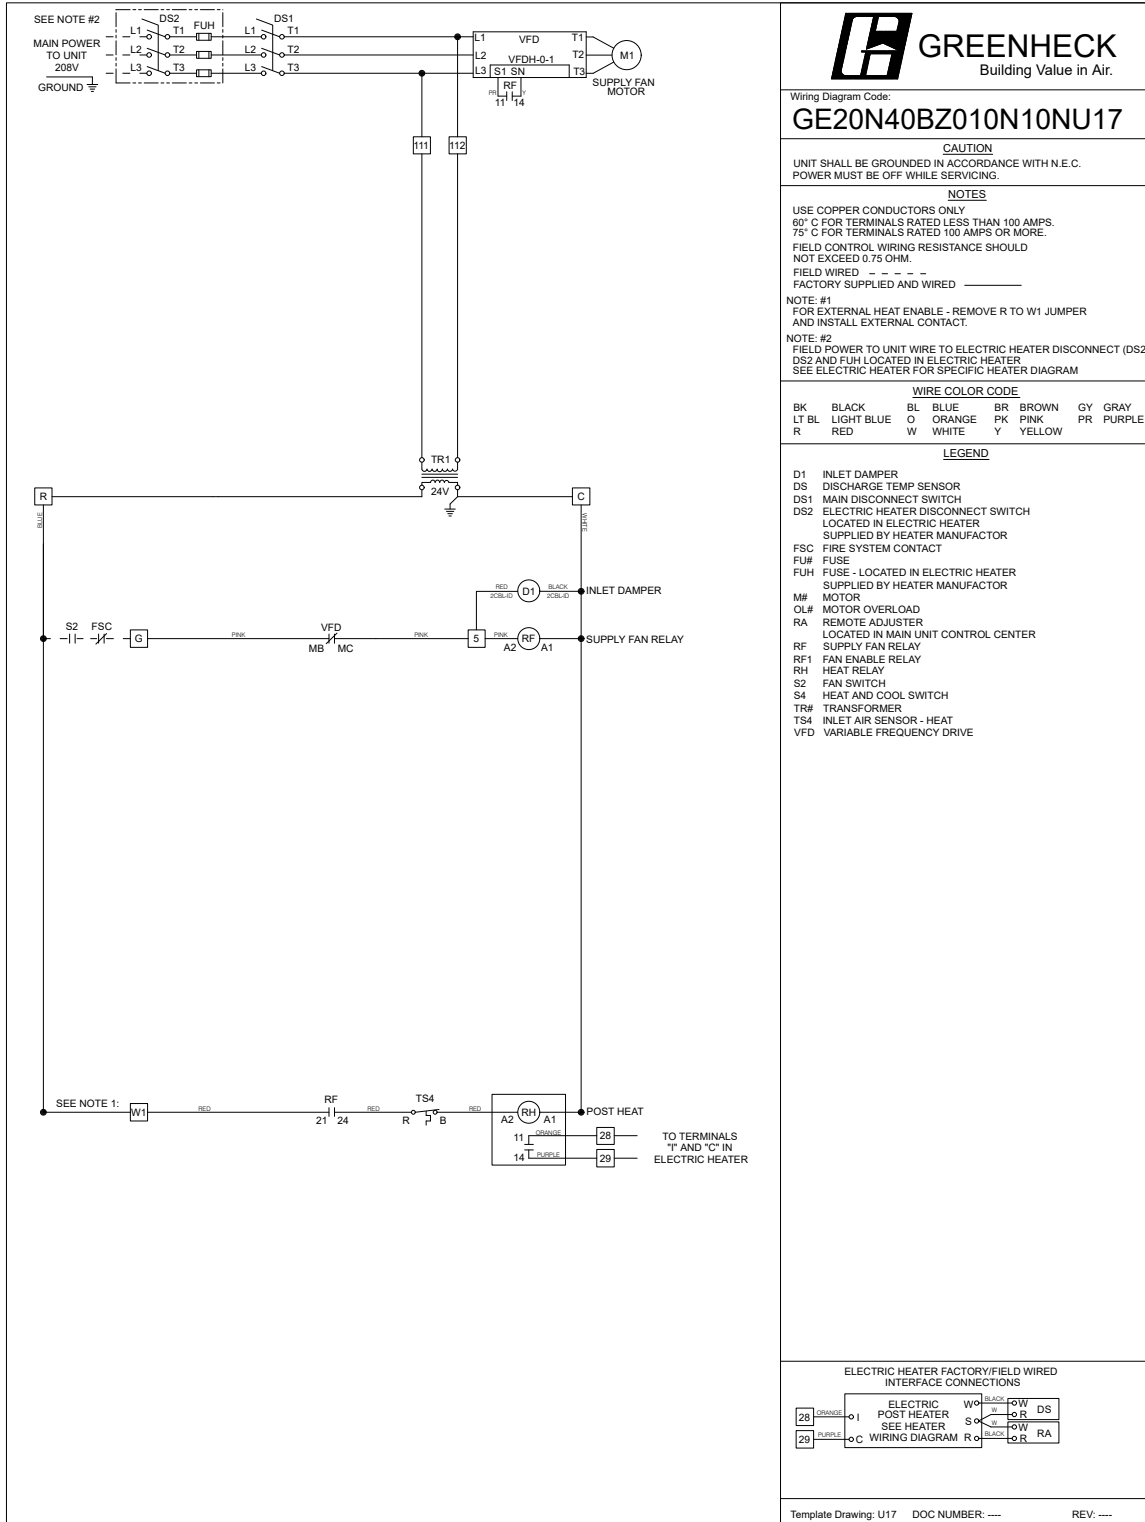 SEE NOTE #2
DS2
DS1
L1 T1 FUH L1 T1
MAIN POWER
TO UNIT
208V
L2 T2 L2 T2
L3 T3 L3 T3
GROUND
L1 VFD T1
L2 T2 M1
VFDH-0-1
L3 S1 SN T3
SUPPLY FAN
MOTOR
PR RF Y
11 14
111 112
TR1
24V
R C
BLUE WHITE
RED D1 BLACK INLET DAMPER
2CBL-ID 2CBL-ID
S2 FSC G PINK VFD PINK 5 PINK RF SUPPLY FAN RELAY
MB MC A2 A1
SEE NOTE 1: W1 RED RF RED TS4 RED RH POST HEAT
21 24 R B A2 A1
11 ORANGE 28
14 PURPLE 29
TO TERMINALS
"I" AND "C" IN
ELECTRIC HEATER
GREENHECK
Building Value in Air.
Wiring Diagram Code:
GE20N40BZ010N10NU17
CAUTION
UNIT SHALL BE GROUNDED IN ACCORDANCE WITH N.E.C.
POWER MUST BE OFF WHILE SERVICING.
NOTES
USE COPPER CONDUCTORS ONLY
60° C FOR TERMINALS RATED LESS THAN 100 AMPS.
75° C FOR TERMINALS RATED 100 AMPS OR MORE.
FIELD CONTROL WIRING RESISTANCE SHOULD
NOT EXCEED 0.75 OHM.
FIELD WIRED
FACTORY SUPPLIED AND WIRED
NOTE: #1
FOR EXTERNAL HEAT ENABLE - REMOVE R TO W1 JUMPER
AND INSTALL EXTERNAL CONTACT.
NOTE: #2
FIELD POWER TO UNIT WIRE TO ELECTRIC HEATER DISCONNECT (DS2
DS2 AND FUH LOCATED IN ELECTRIC HEATER
SEE ELECTRIC HEATER FOR SPECIFIC HEATER DIAGRAM
WIRE COLOR CODE
BK BLACK BL BLUE BR BROWN GY GRAY
LT BL LIGHT BLUE O ORANGE PK PINK PR PURPLE
R RED W WHITE Y YELLOW
LEGEND
D1 INLET DAMPER
DS DISCHARGE TEMP SENSOR
DS1 MAIN DISCONNECT SWITCH
DS2 ELECTRIC HEATER DISCONNECT SWITCH
LOCATED IN ELECTRIC HEATER
SUPPLIED BY HEATER MANUFACTOR
FSC FIRE SYSTEM CONTACT
FU# FUSE
FUH FUSE - LOCATED IN ELECTRIC HEATER
SUPPLIED BY HEATER MANUFACTOR
M# MOTOR
OL# MOTOR OVERLOAD
RA REMOTE ADJUSTER
LOCATED IN MAIN UNIT CONTROL CENTER
RF SUPPLY FAN RELAY
RF1 FAN ENABLE RELAY
RH HEAT RELAY
S2 FAN SWITCH
S4 HEAT AND COOL SWITCH
TR# TRANSFORMER
TS4 INLET AIR SENSOR - HEAT
VFD VARIABLE FREQUENCY DRIVE
ELECTRIC HEATER FACTORY/FIELD WIRED
INTERFACE CONNECTIONS
28 ORANGE I
29 PURPLE C
ELECTRIC
POST HEATER
SEE HEATER
WIRING DIAGRAM
W BLACK W
S W R DS
W W
R BLACK R RA
Template Drawing: U17 DOC NUMBER: ---- REV: ----